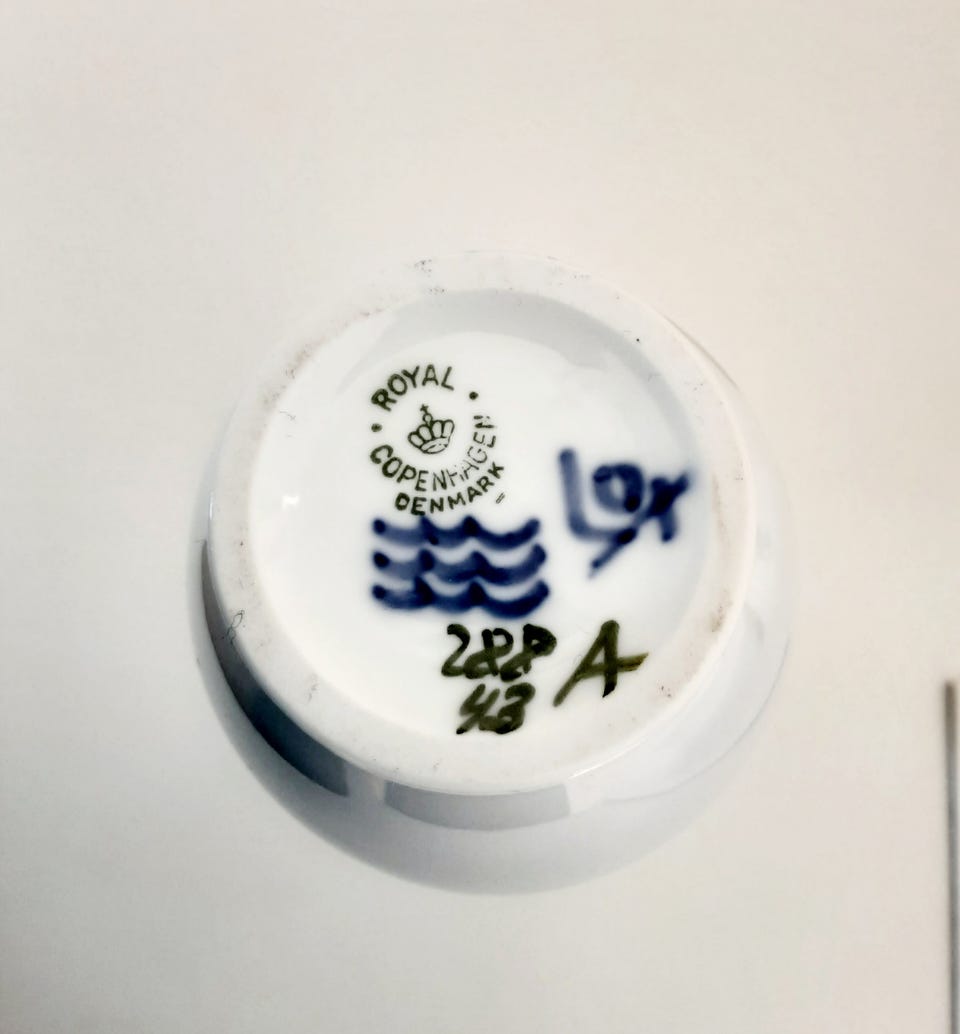 ROYAL
COPENHAGEN
DENMARK
288 A
43